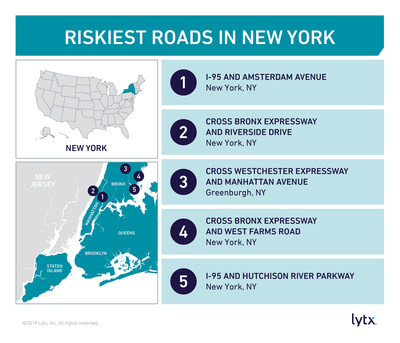 RISKIEST ROADS IN NEW YORK
NEW YORK
1
I-95 AND AMSTERDAM AVENUE
New York, NY
2
CROSS BRONX EXPRESSWAY
AND RIVERSIDE DRIVE
New York, NY
3
CROSS WESTCHESTER EXPRESSWAY
AND MANHATTAN AVENUE
Greenburgh, NY
4
CROSS BRONX EXPRESSWAY
AND WEST FARMS ROAD
New York, NY
5
I-95 AND HUTCHISON RIVER PARKWAY
New York, NY
NEW
JERSEY
3
BRONX
4
2
1
5
MANHATTAN
QUEENS
BROOKLYN
STATEN
ISLAND
©2019 Lytx, Inc. All rights reserved.
lytx